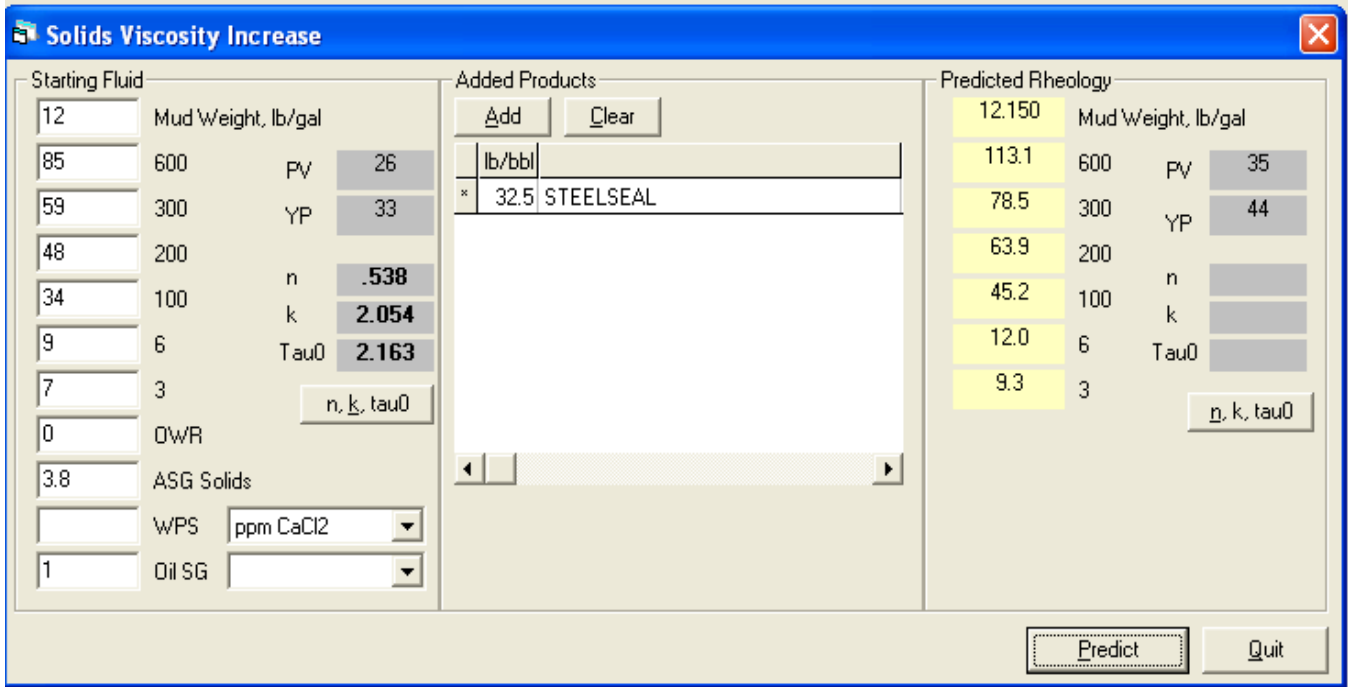 Solids Viscosity Increase
Starting Fluid
12 Mud Weight, lb/gal
85 600 PV 26
59 300 YP 33
48 200
n .538
34 100
k 2.054
9 6 Tau0 2.163
7 3
n, k, tau0
0 OWR
3.8 ASG Solids
WPS ppm CaCl2
1 Oil SG
Added Products
Add Clear
lb/bbl
* 32.5 STEELSEAL
Predicted Rheology
12.150 Mud Weight, lb/gal
113.1 600 PV 35
78.5 300 YP 44
63.9 200
n
45.2 100
k
12.0 6 Tau0
9.3 3
n, k, tau0
Predict Quit